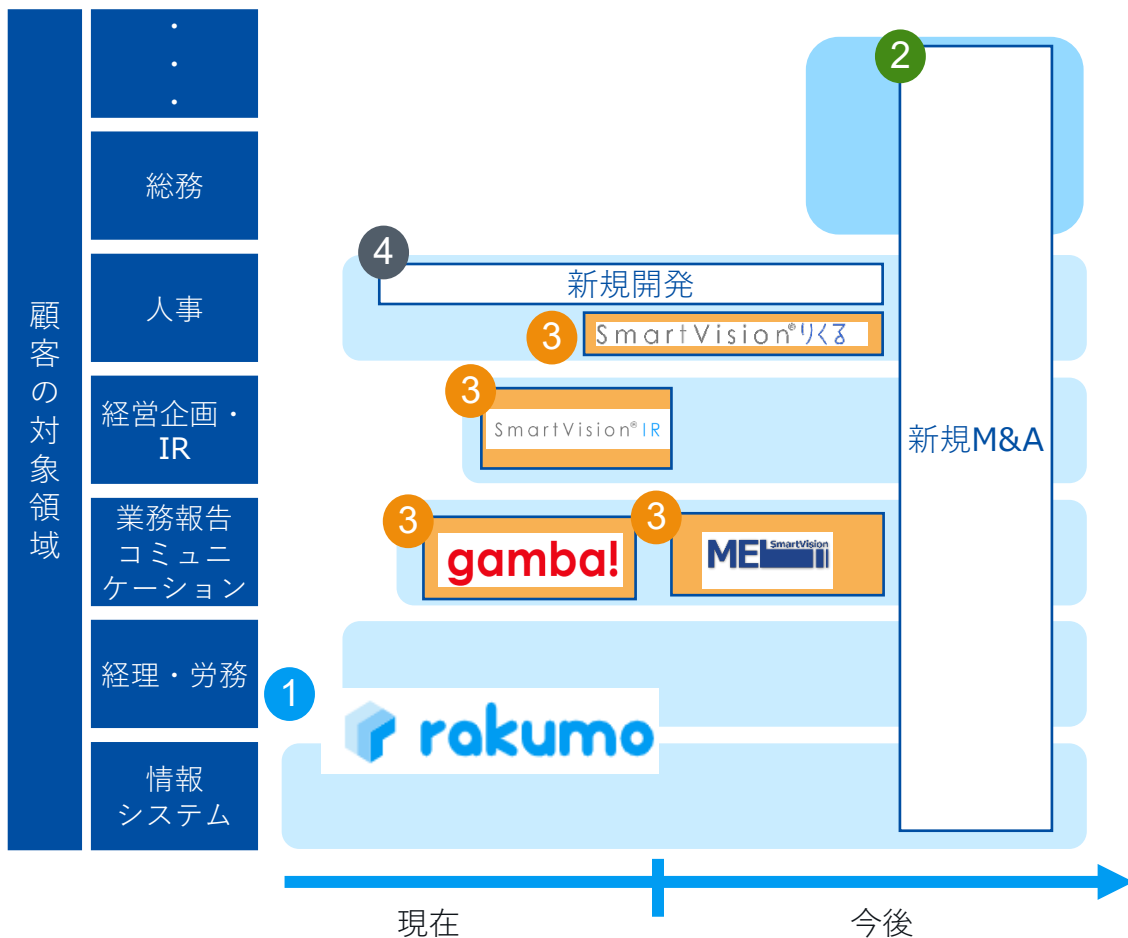 顧客の対象領域
・
・
・
総務
人事
経営企画・
IR
業務報告
コミュニ
ケーション
経理・労務
情報
システム
2
新規M&A
4
新規開発
3
SmartVision®りくる
3
SmartVision®IR
3
gamba!
3
MEL
SmartVision
1
rakumo
現在
今後